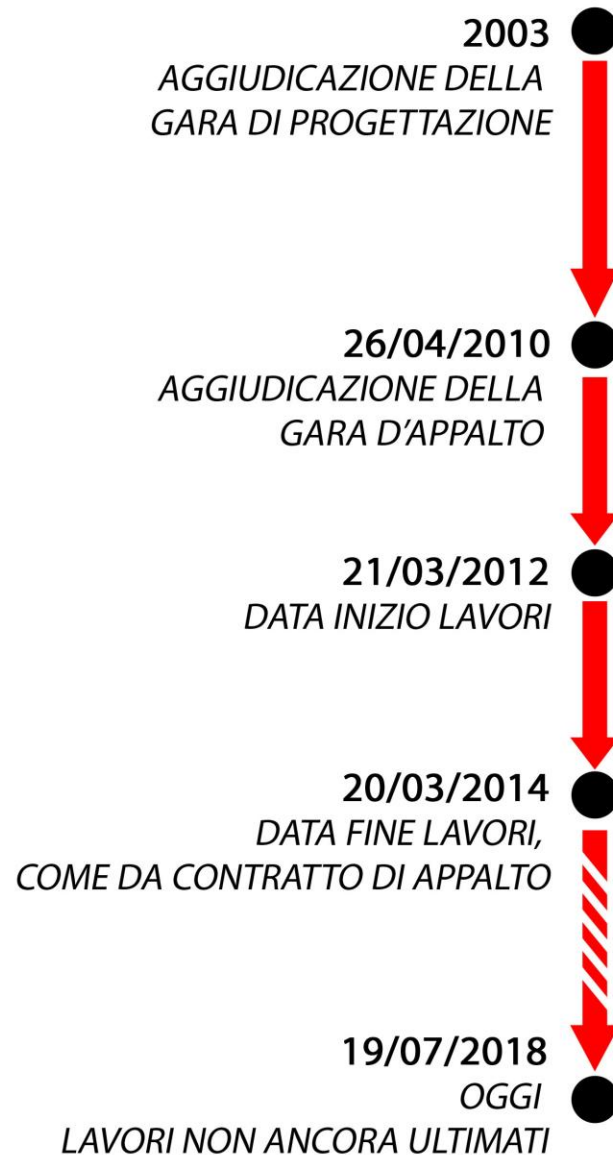 2003
AGGIUDICAZIONE DELLA
GARA DI PROGETTAZIONE
26/04/2010
AGGIUDICAZIONE DELLA
GARA D'APPALTO
21/03/2012
DATA INIZIO LAVORI
20/03/2014
DATA FINE LAVORI,
COME DA CONTRATTO DI APPALTO
19/07/2018
OGGI
LAVORI NON ANCORA ULTIMATI